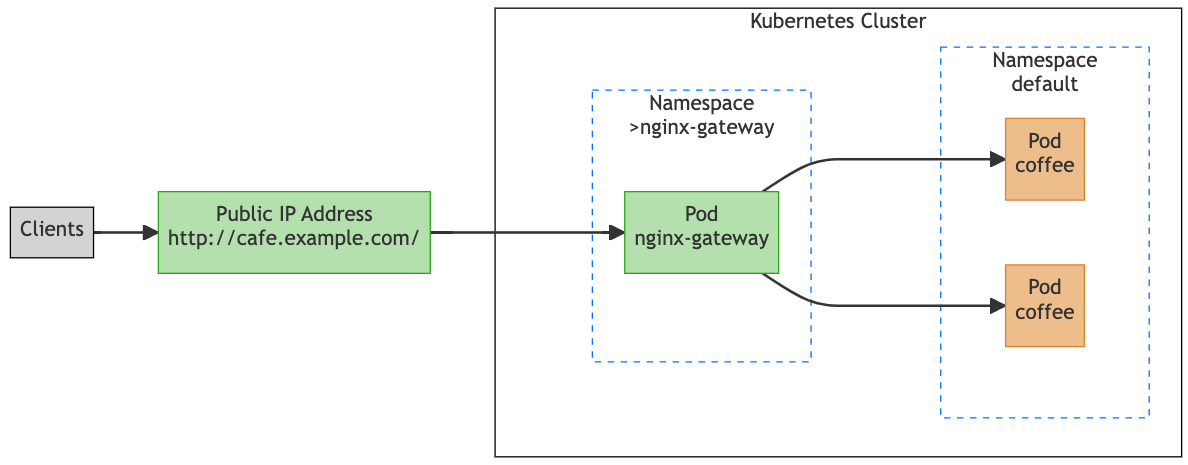 Kubernetes Cluster
Namespace
default
Namespace
>nginx-gateway
Pod
coffee
Clients
Public IP Address
http://cafe.example.com/
Pod
nginx-gateway
Pod
coffee